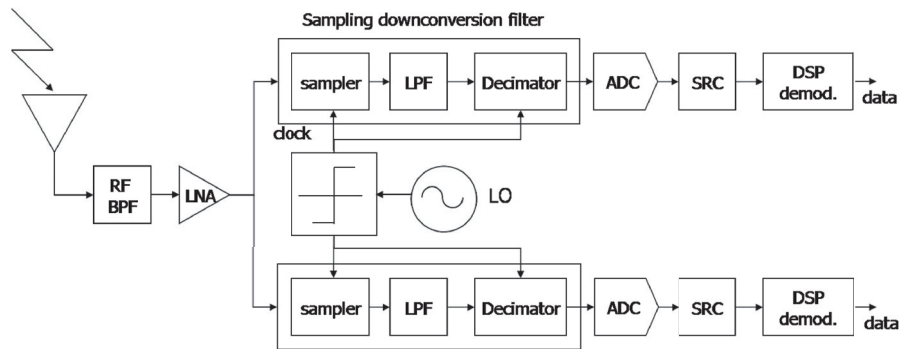 Sampling downconversion filter
sampler
LPF
Decimator
ADC
SRC
DSP
demod.
data
clock
RF
BPF
LNA
LO
sampler
LPF
Decimator
ADC
SRC
DSP
demod.
data